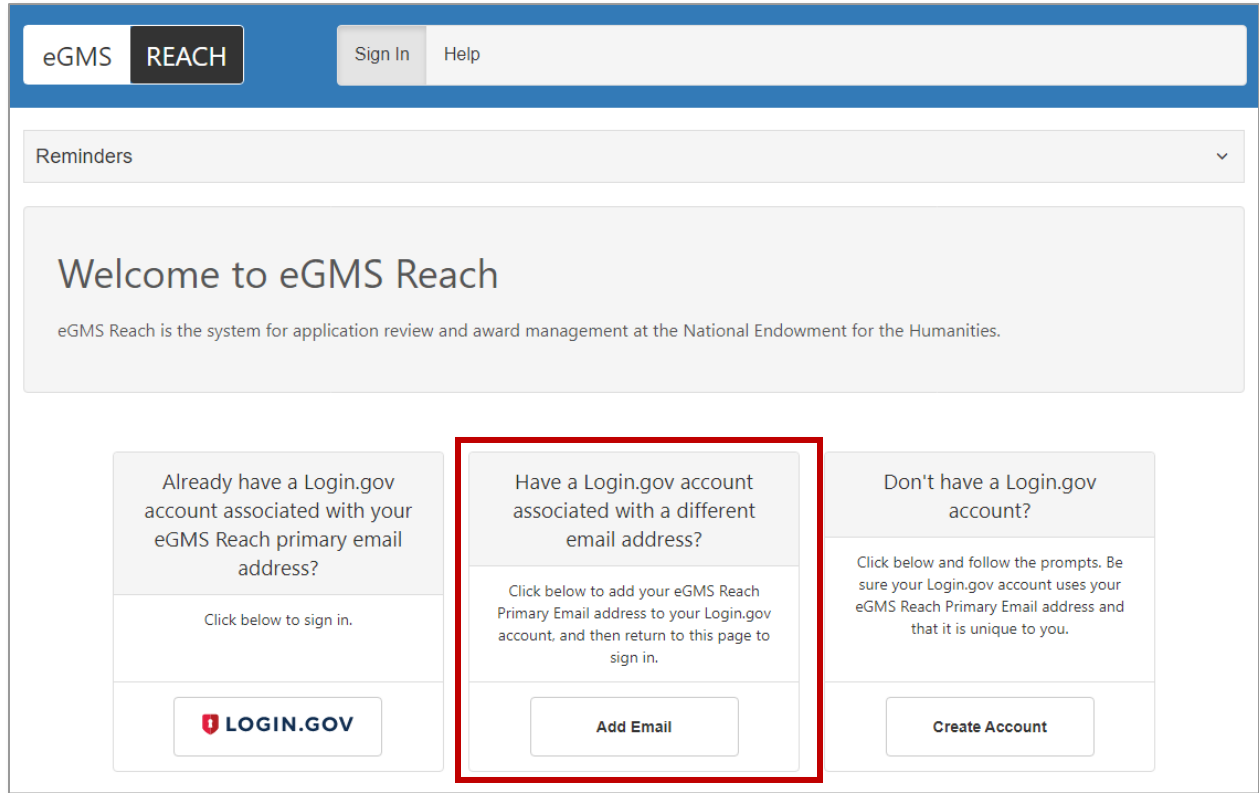 eGMS REACH
Sign In Help
Reminders
Welcome to eGMS Reach
eGMS Reach is the system for application review and award management at the National Endowment for the Humanities.
Already have a Login.gov
account associated with your
eGMS Reach primary email
address?
Click below to sign in.
LOGIN.GOV
Have a Login.gov account
associated with a different
email address?
Click below to add your eGMS Reach
Primary Email address to your Login.gov
account, and then return to this page to
sign in.
Add Email
Don't have a Login.gov
account?
Click below and follow the prompts. Be
sure your Login.gov account uses your
eGMS Reach Primary Email address and
that it is unique to you.
Create Account